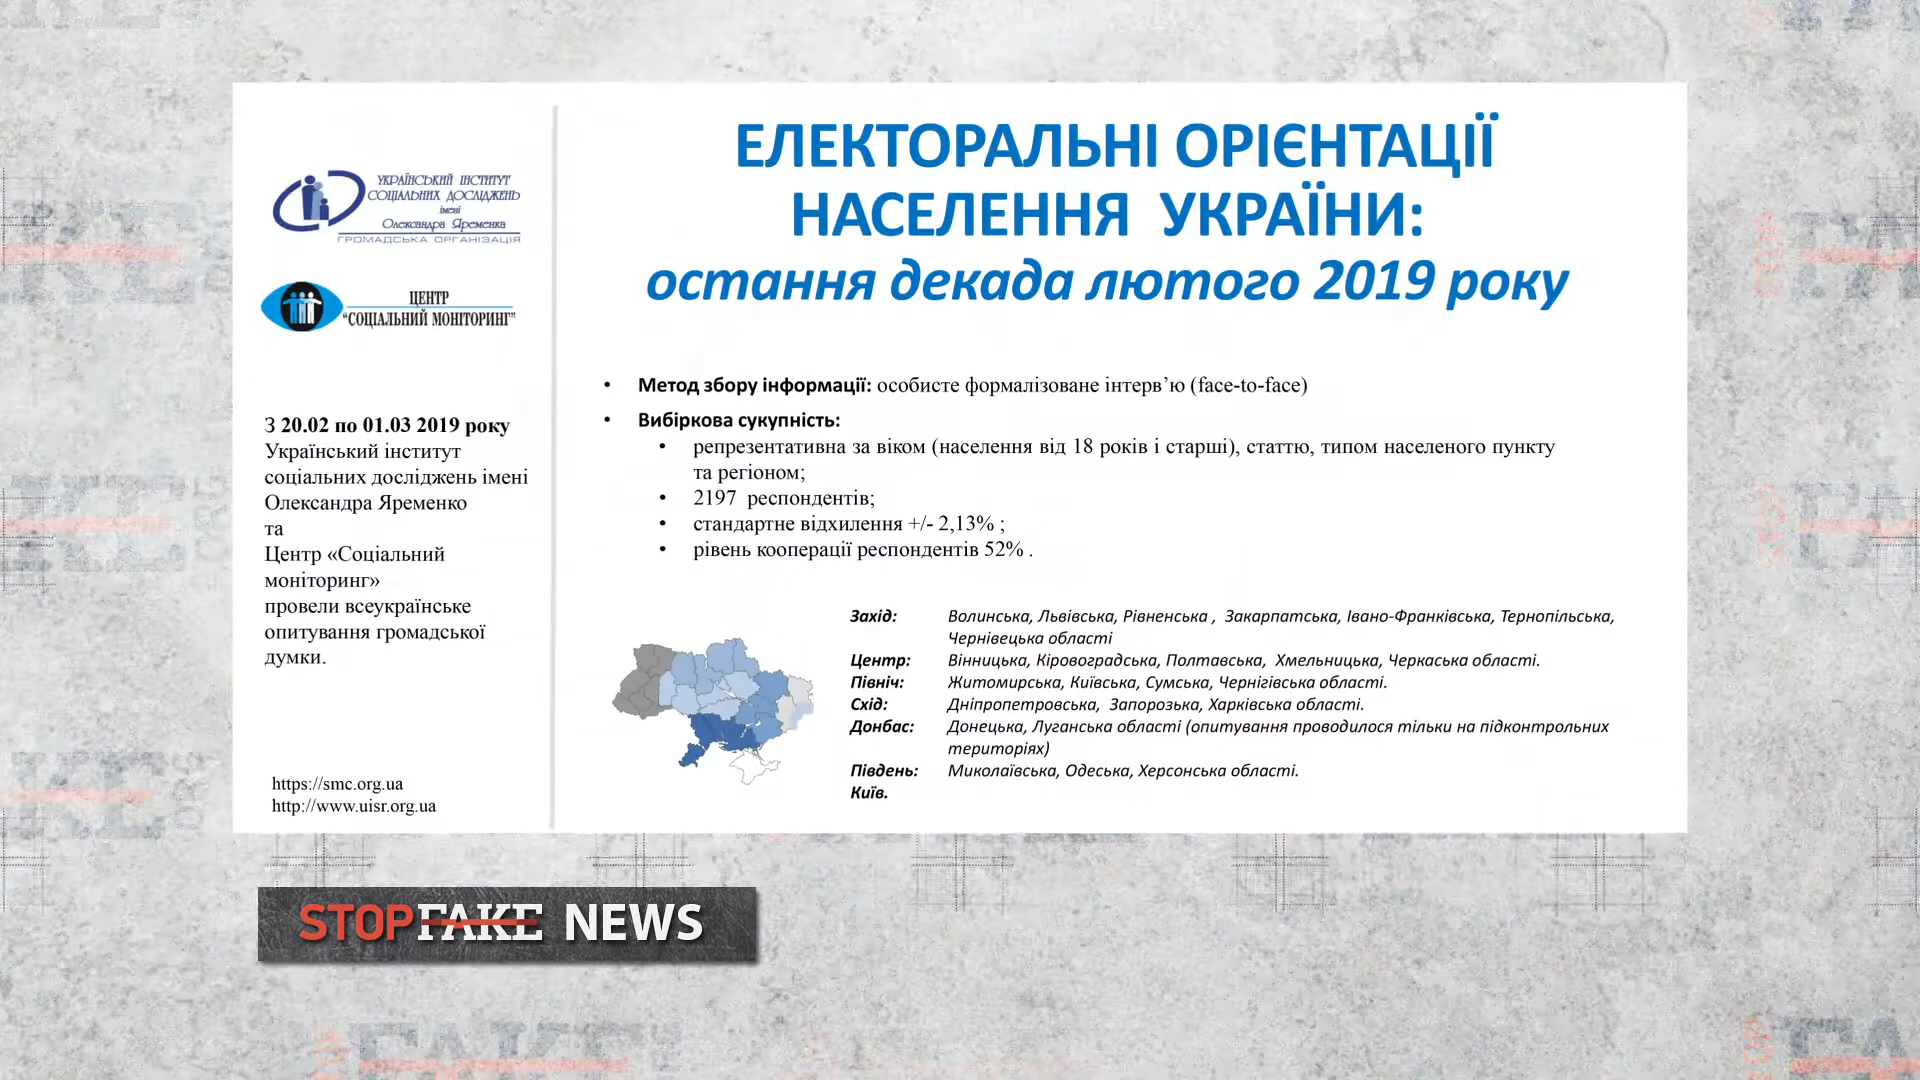 УКРАЇНСЬКИЙ ІНСТИТУТ
СОЦІАЛЬНИХ ДОСЛІДЖЕНЬ
імені
Олександра Яременка
ГРОМАДСЬКА ОРГАНІЗАЦІЯ
ЦЕНТР
"СОЦІАЛЬНИЙ МОНІТОРИНГ"
З 20.02 по 01.03 2019 року
Український інститут
соціальних досліджень імені
Олександра Яременко
та
Центр «Соціальний
моніторинг»
провели всеукраїнське
опитування громадської
думки.
https://smc.org.ua
http://www.uisr.org.ua
ЕЛЕКТОРАЛЬНІ ОРІЄНТАЦІЇ
НАСЕЛЕННЯ УКРАЇНИ:
остання декада лютого 2019 року
• Метод збору інформації: особисте формалізоване інтерв’ю (face-to-face)
• Вибіркова сукупність:
• репрезентативна за віком (населення від 18 років і старші), статтю, типом населеного пункту
та регіоном;
• 2197 респондентів;
• стандартне відхилення +/- 2,13% ;
• рівень кооперації респондентів 52% .
Захід: Волинська, Львівська, Рівненська , Закарпатська, Івано-Франківська, Тернопільська,
Чернівецька області
Центр: Вінницька, Кіровоградська, Полтавська, Хмельницька, Черкаська області.
Північ: Житомирська, Київська, Сумська, Чернігівська області.
Схід: Дніпропетровська, Запорозька, Харківська області.
Донбас: Донецька, Луганська області (опитування проводилося тільки на підконтрольних
територіях)
Південь: Миколаївська, Одеська, Херсонська області.
Київ.
STOPFAKE NEWS